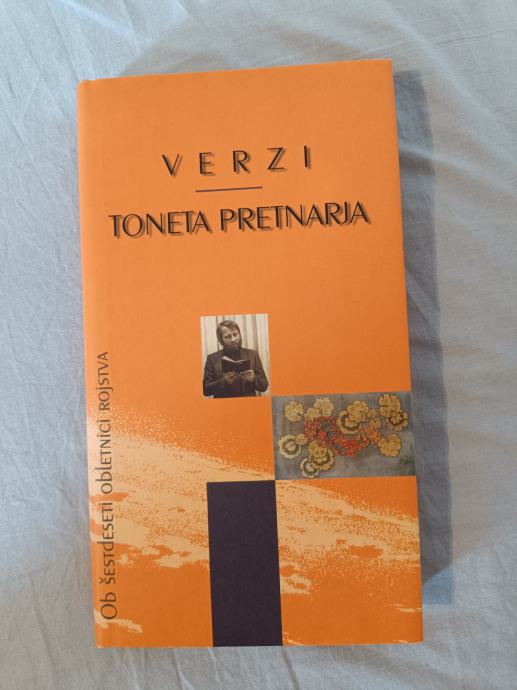 VERZI
TONETA PRETNARJA
Ob šestdeseti obletnici rojstva